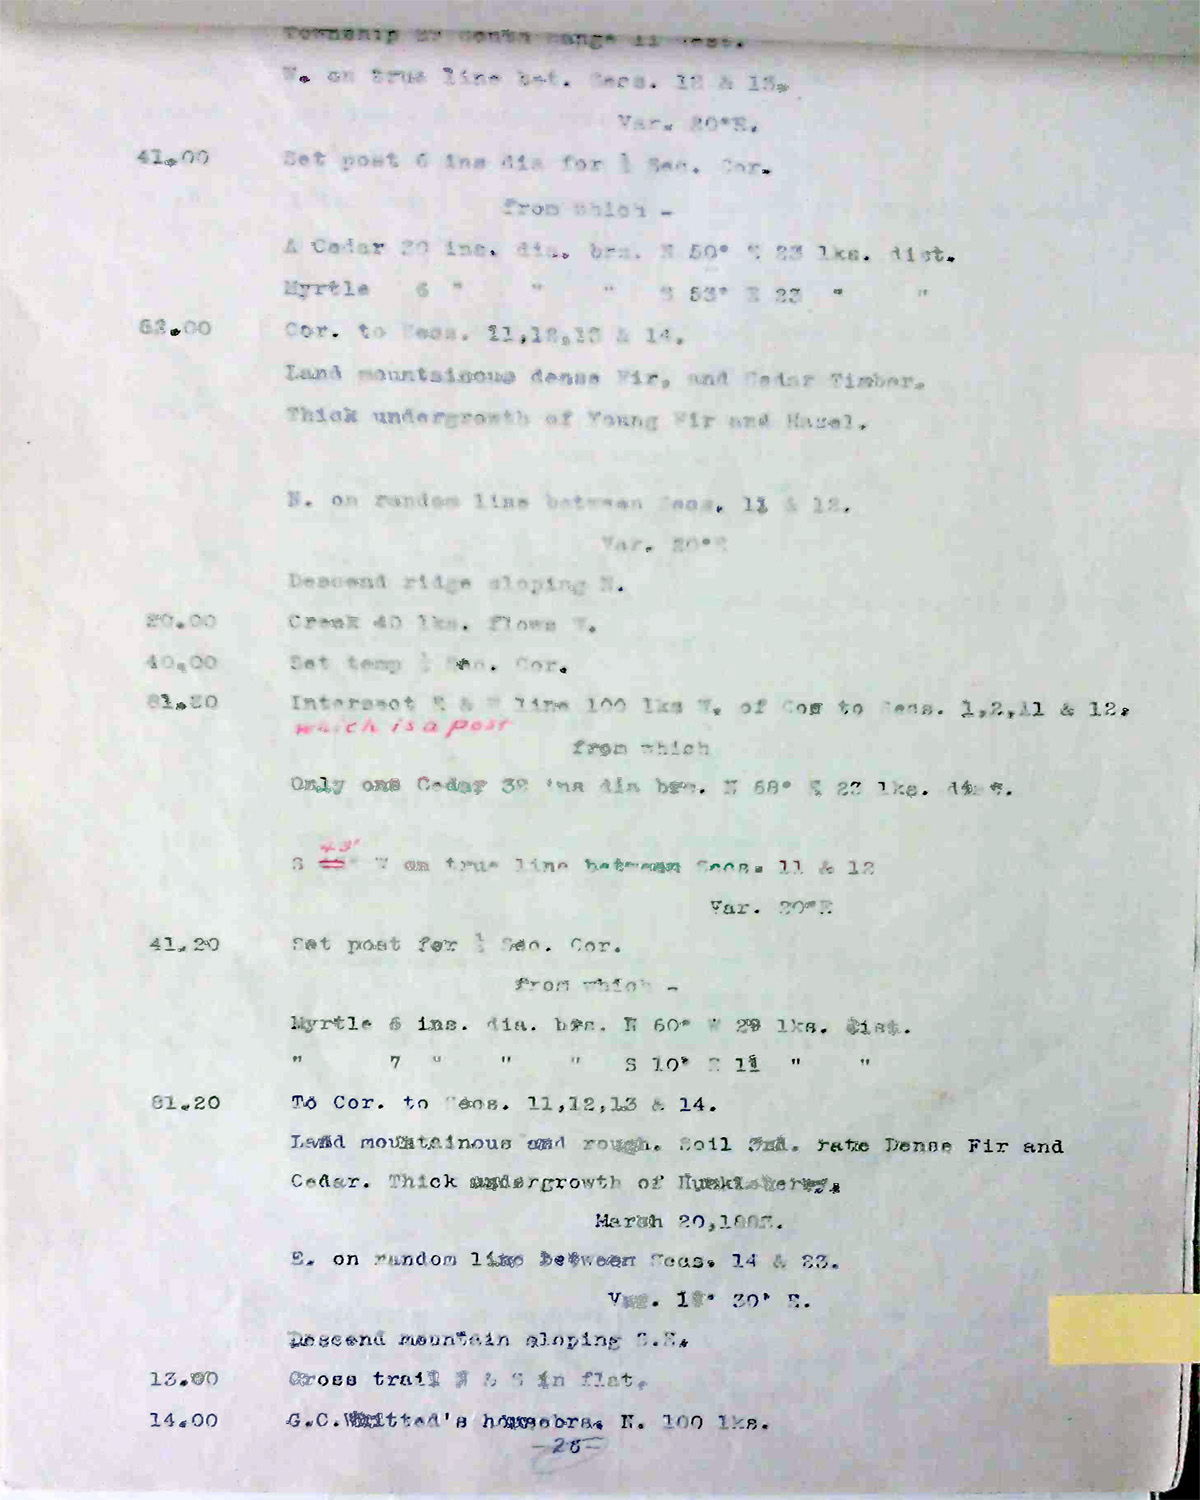 Township 27 South Range 11 West.
W. on true line bet. Secs. 12 & 13.
Var. 20°E.
41.00 Set post 6 ins dia for ¼ Sec. Cor.
from which -
A Cedar 20 ins. dia. brs. N 50° E 23 lks. dist.
Myrtle 6 " " " S 53° E 23 " "
82.00 Cor. to Secs. 11,12,13 & 14.
Land mountainous dense Fir, and Cedar Timber.
Thick undergrowth of Young Fir and Hazel.
N. on random line between Secs. 11 & 12.
Var. 20°E
Descend ridge sloping N.
20.00 Creek 40 lks. flows W.
40.00 Set temp ¼ Sec. Cor.
81.20 Intersect E & W line 100 lks W. of Cor to Secs. 1,2,11 & 12.
which is a post
from which
Only one Cedar 32 ins dia brs. N 68° E 23 lks. dist.
43'
S W on true line between Secs. 11 & 12
Var. 20°E
41.20 Set post for ¼ Sec. Cor.
from which -
Myrtle 6 ins. dia. brs. N 60° W 29 lks. dist.
" 7 " " " S 10° E " "
81.20 To Cor. to Secs. 11,12,13 & 14.
Land mountainous and rough. Soil 3rd. rate Dense Fir and
Cedar. Thick undergrowth of Huckleberry.
March 20,
E. on random line between Secs. 14 & 23.
Var. 30' E.
Descend mountain sloping S.E.
13.00 Cross trail N & S in flat.
14.00 G.C. Whitted's house brs. N. 100 lks.
-26-